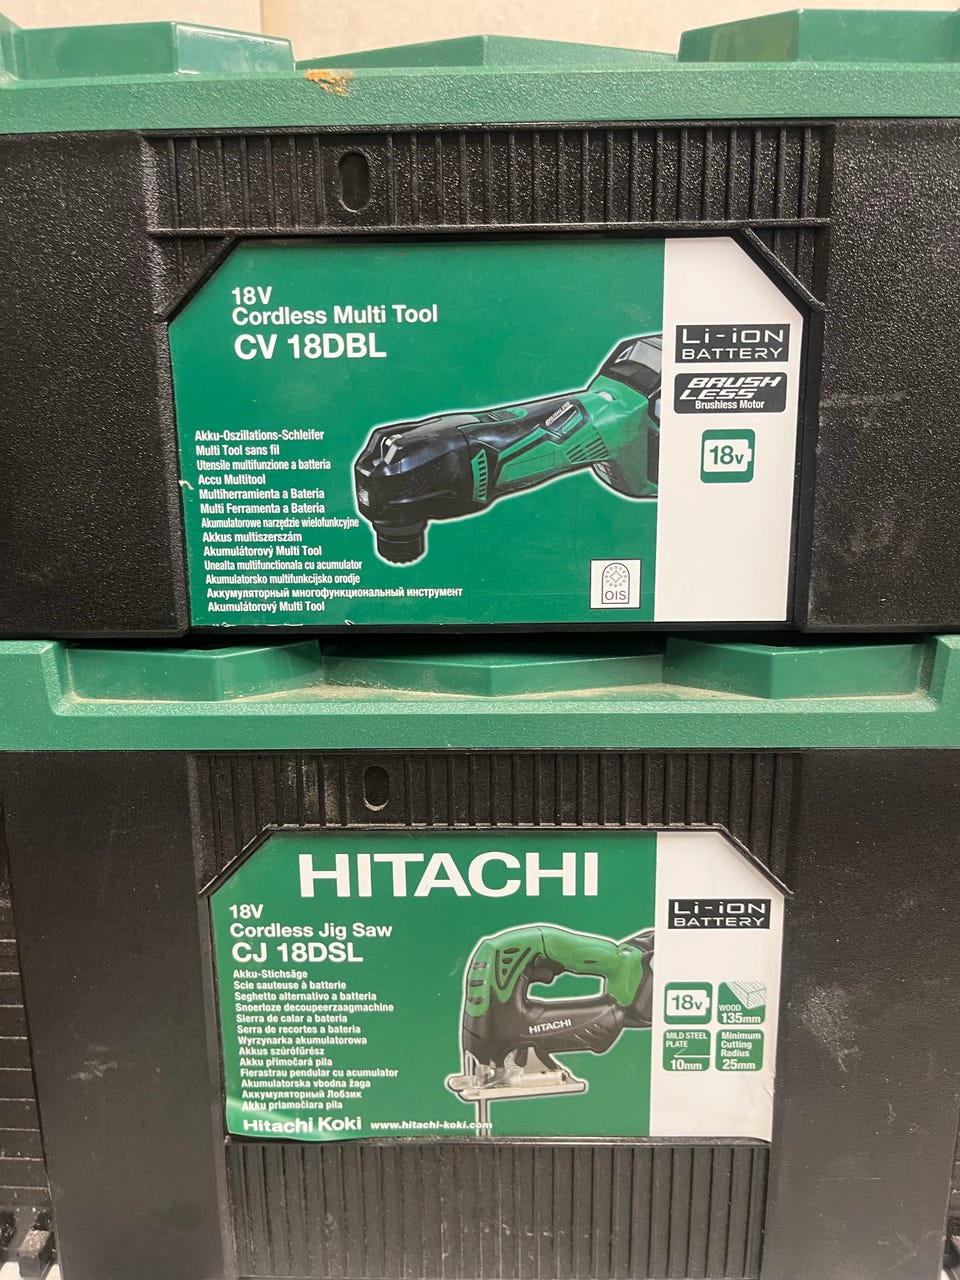 18V
Cordless Multi Tool
CV 18DBL
Li-iON
BATTERY
BRUSH
LESS
Brushless Motor
18v
Akku-Oszillations-Schleifer
Multi Tool sans fil
Utensile multifunzione a batteria
Accu Multitool
Multiherramienta a Bateria
Multi Ferramenta a Bateria
Akumulatorowe narzędzie wielofunkcyjne
Akkus multiszerszám
Akumulátorový Multi Tool
Unealta multifunctionala cu acumulator
Akumulatorsko multifunkcijsko orodje
Аккумуляторный многофункциональный инструмент
Akumulátorový Multi Tool
OIS
HITACHI
18V
Cordless Jig Saw
CJ 18DSL
Akku-Stichsäge
Scie sauteuse à batterie
Seghetto alternativo a batteria
Snoerloze decoupeerzaagmachine
Sierra de calar a bateria
Serra de recortes a bateria
Wyrzynarka akumulatorowa
Akkus szúrófűrész
Akku přímočará pila
Fierastrau pendular cu acumulator
Akumulatorska vbodna žaga
Аккумуляторный Лобзик
Akku priamočiara pila
Hitachi Koki www.hitachi-koki.com
HITACHI
Li-iON
BATTERY
18v
WOOD
135mm
MILD STEEL
PLATE
10mm
Minimum
Cutting
Radius
25mm